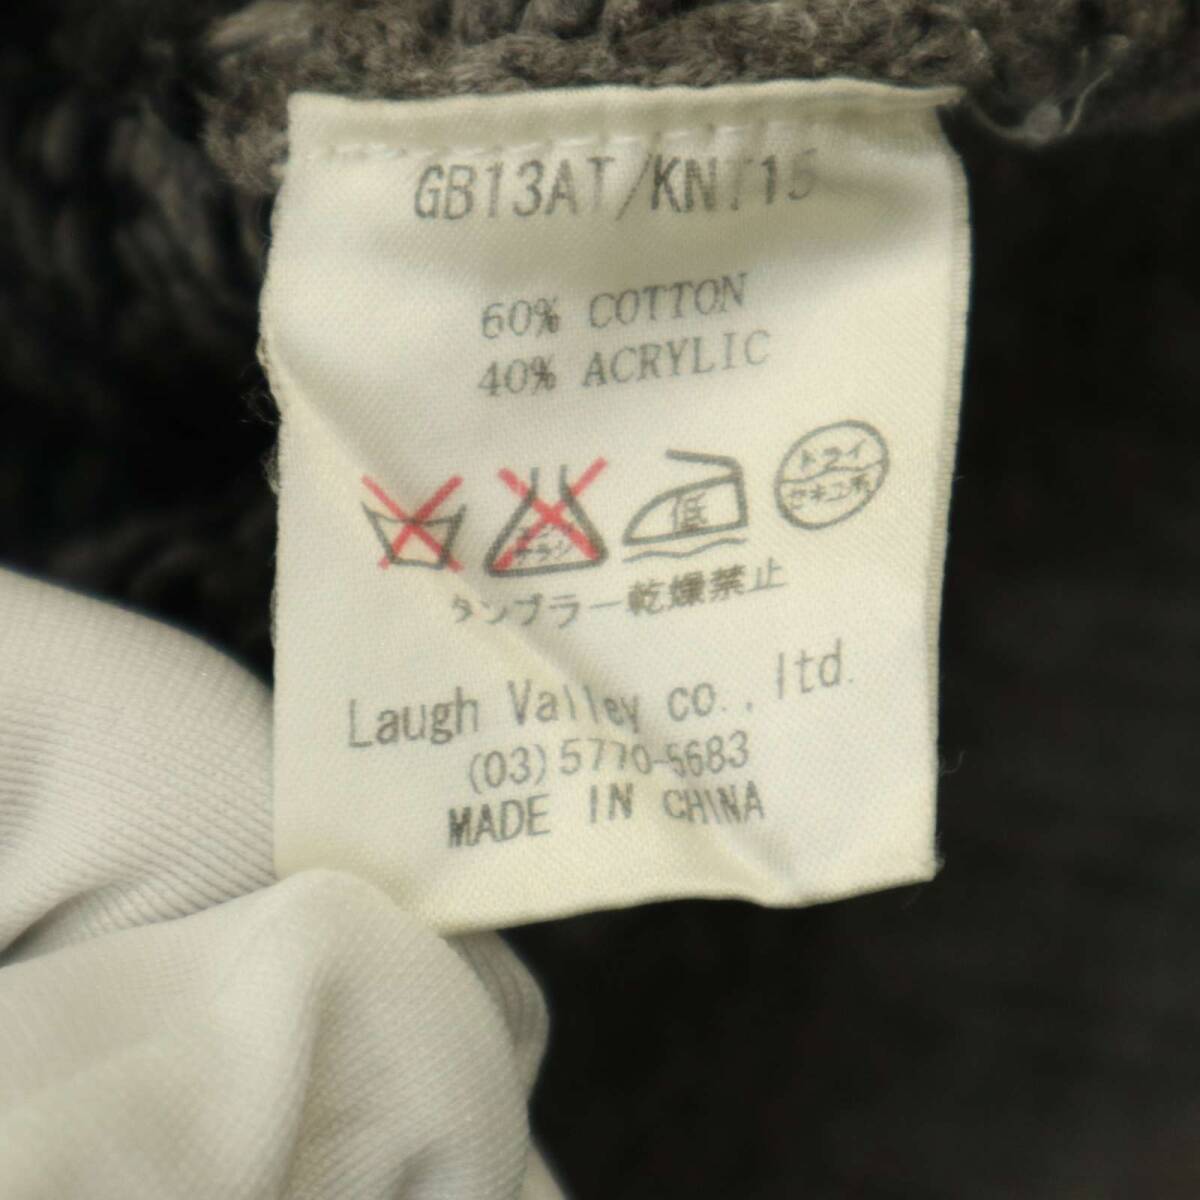 GB13AT/KNT15
60% COTTON
40% ACRYLIC
低
ドライ
セキユ系
タンブラー乾燥禁止
Laugh Valley co., ltd.
(03)5770-5683
MADE IN CHINA